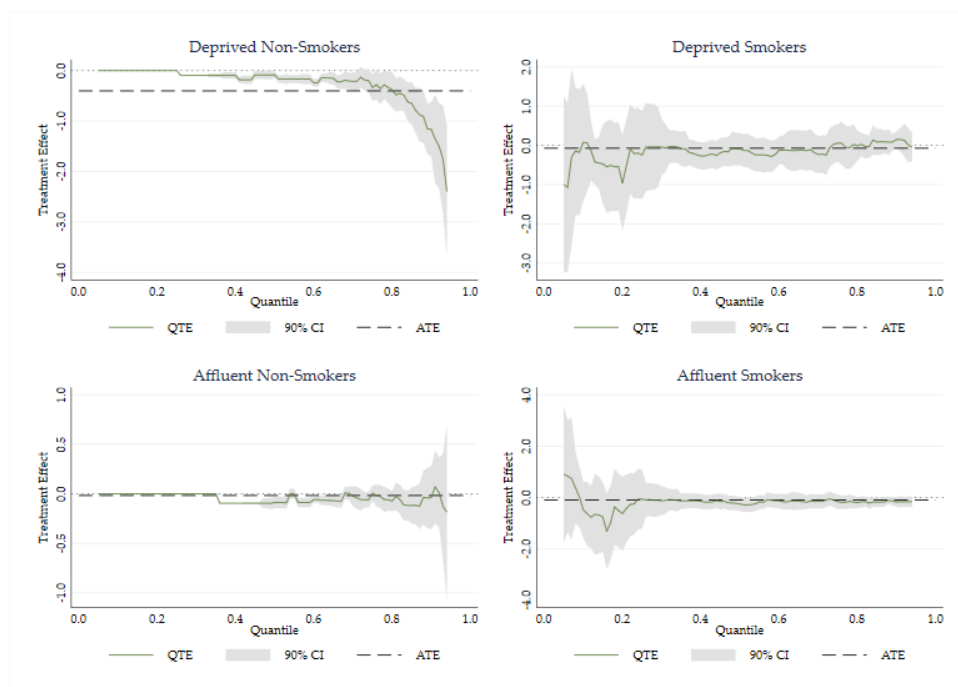 Deprived Non-Smokers
Treatment Effect
0.0
-1.0
-2.0
-3.0
-4.0
0.0 0.2 0.4 0.6 0.8 1.0
Quantile
QTE 90% CI ATE
Deprived Smokers
Treatment Effect
2.0
1.0
0.0
-1.0
-2.0
-3.0
0.0 0.2 0.4 0.6 0.8 1.0
Quantile
QTE 90% CI ATE
Affluent Non-Smokers
Treatment Effect
1.0
0.5
0.0
-0.5
-1.0
0.0 0.2 0.4 0.6 0.8 1.0
Quantile
QTE 90% CI ATE
Affluent Smokers
Treatment Effect
4.0
2.0
0.0
-2.0
-4.0
0.0 0.2 0.4 0.6 0.8 1.0
Quantile
QTE 90% CI ATE